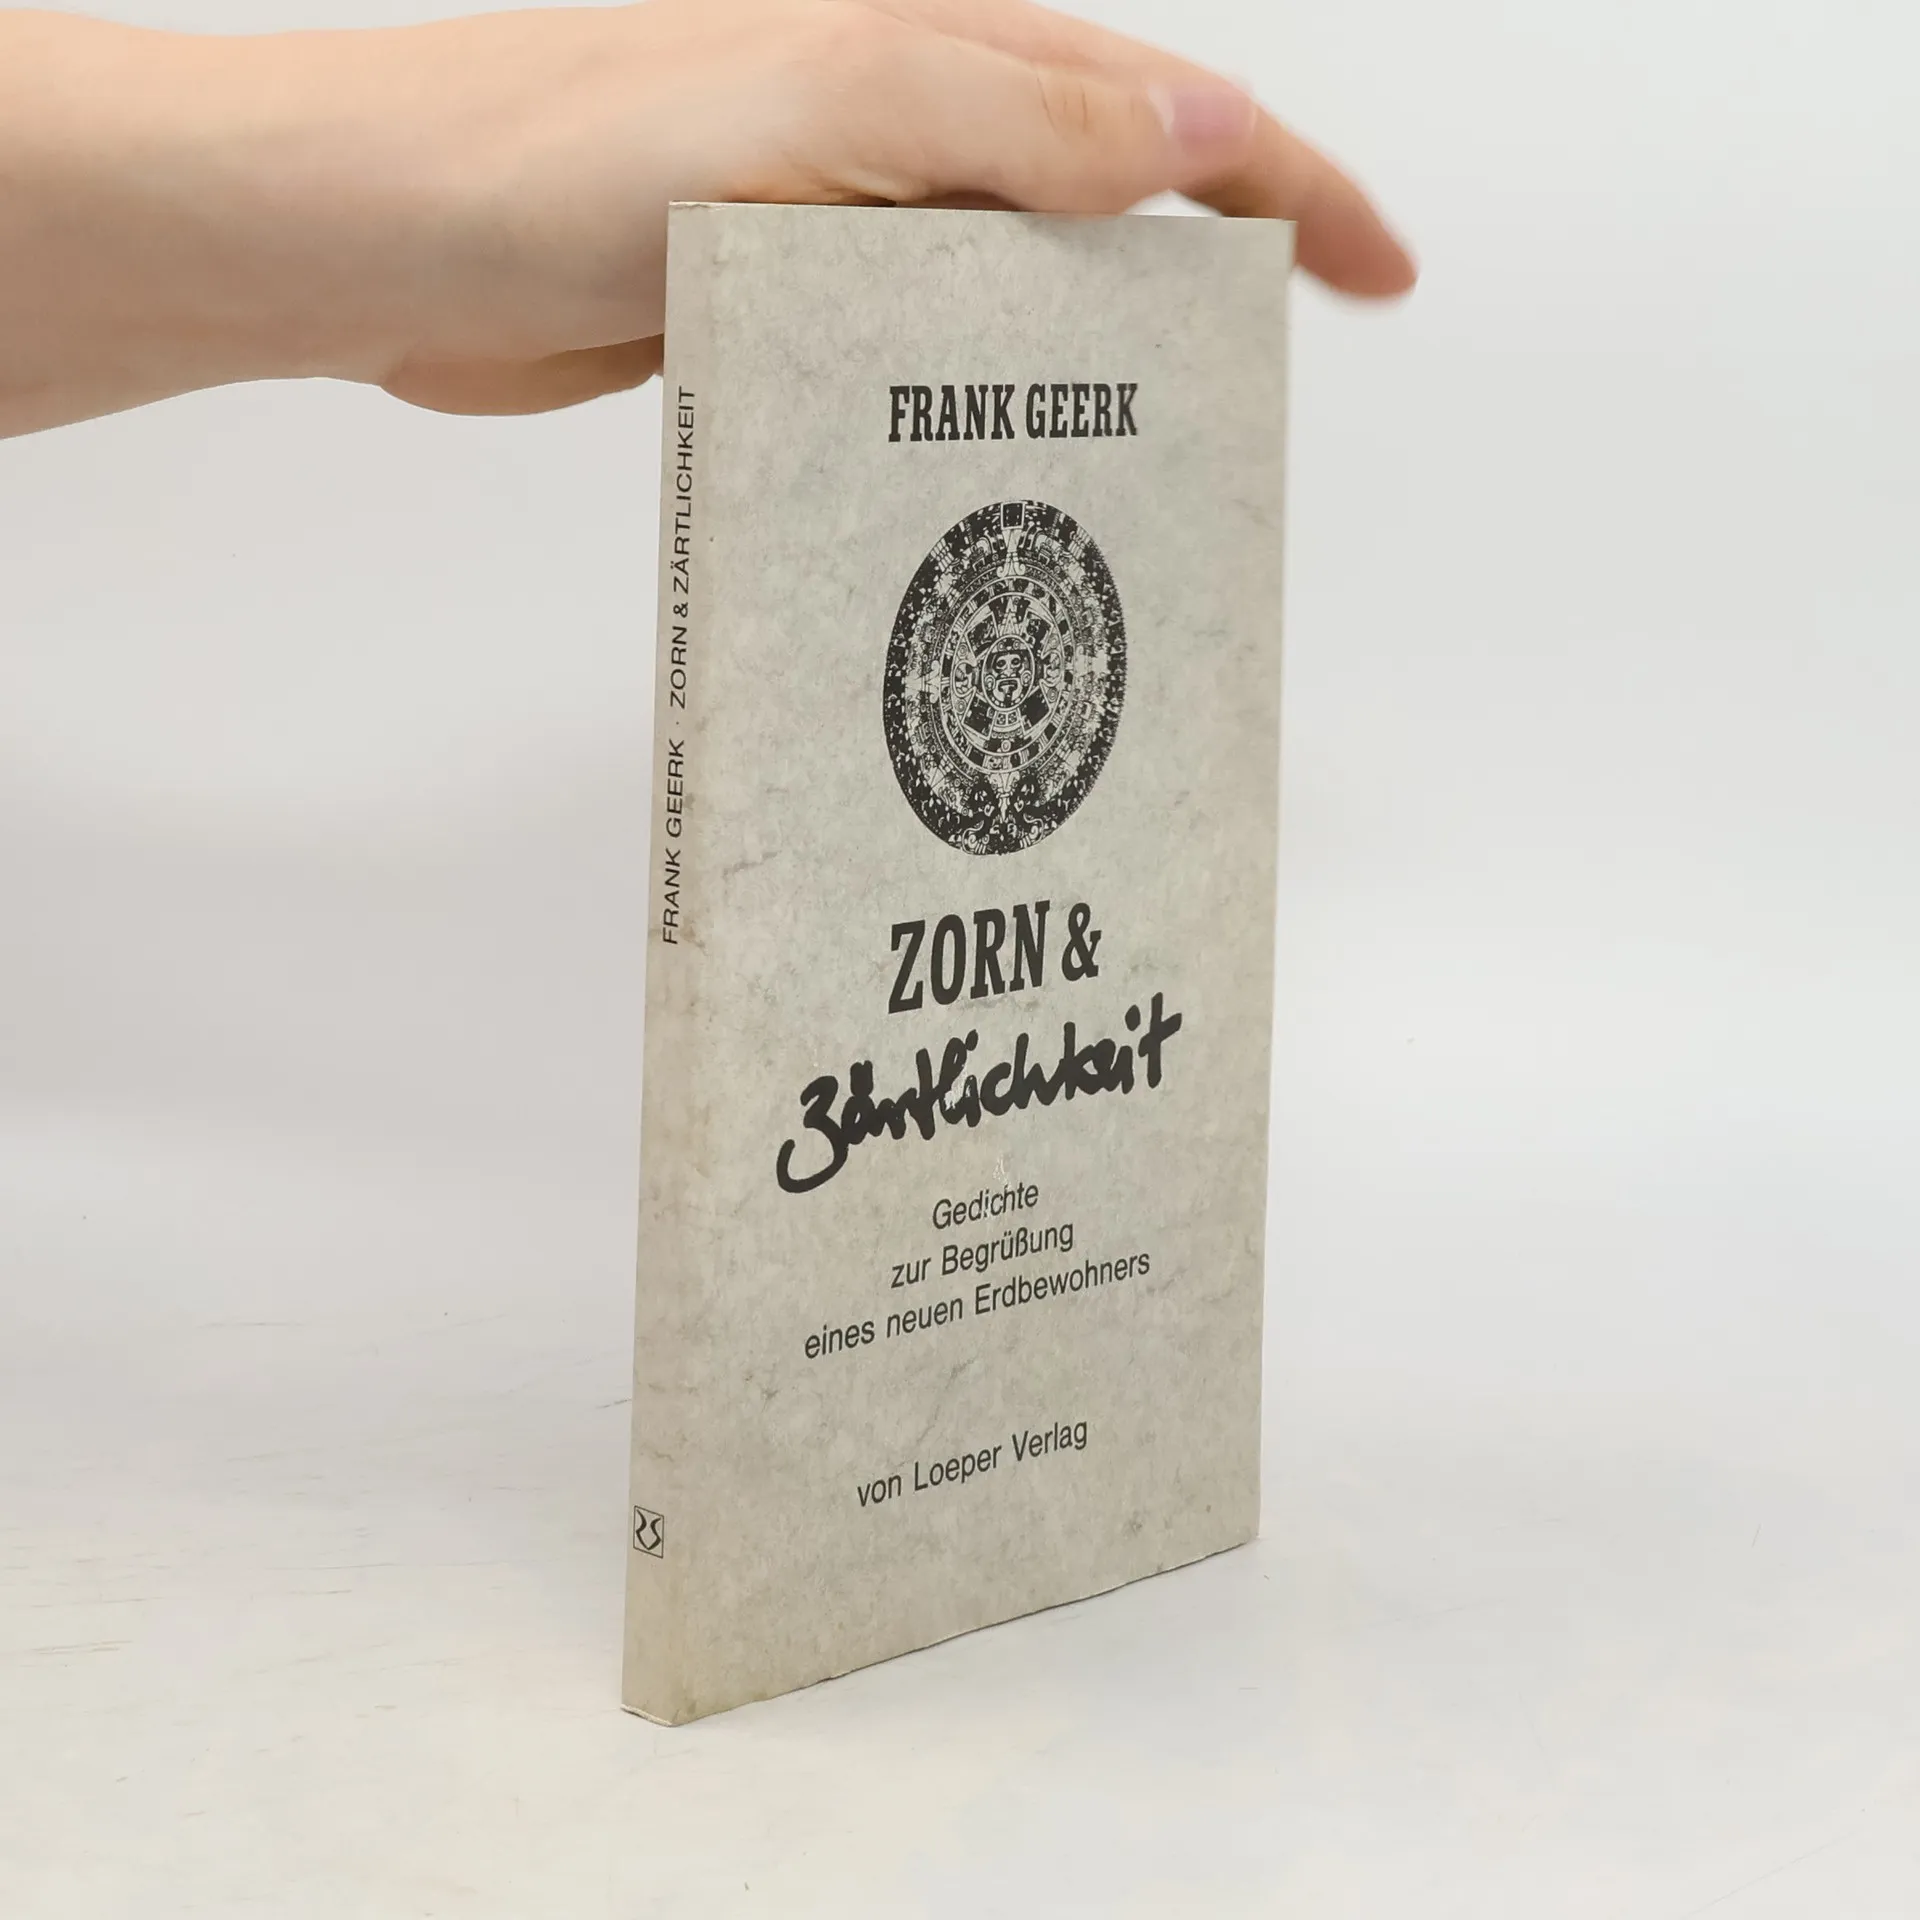 FRANK GEERK · ZORN & ZÄRTLICHKEIT
FRANK GEERK
ZORN &
Zärtlichkeit
Gedichte
zur Begrüßung
eines neuen Erdbewohners
von Loeper Verlag